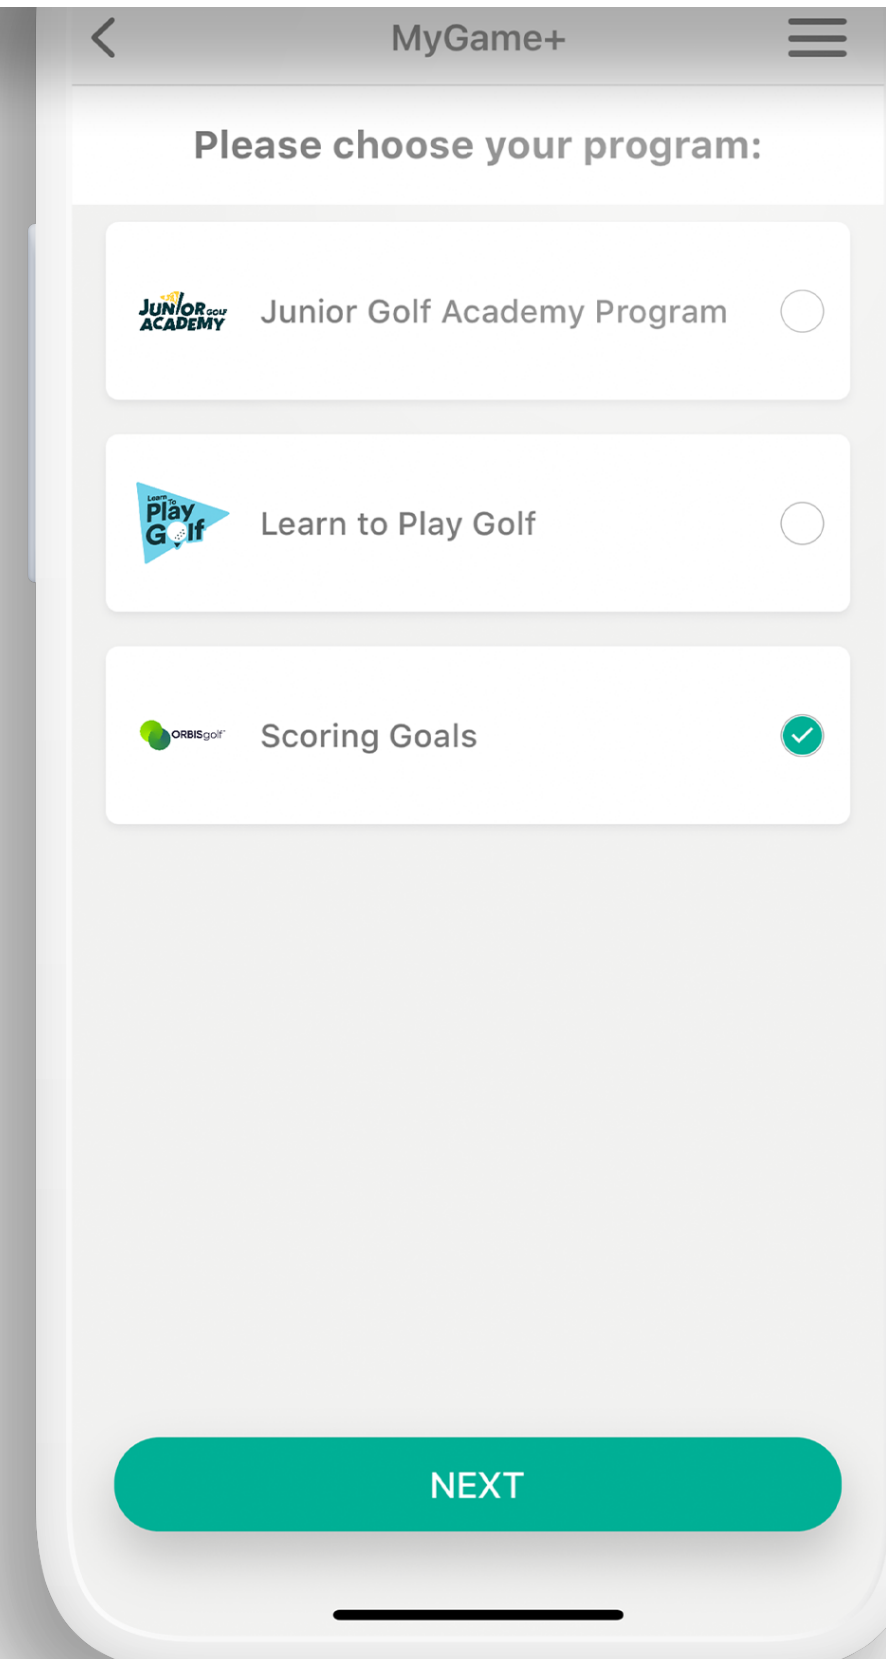 MyGame+
Please choose your program:
JUNIOR GOLF
ACADEMY
Junior Golf Academy Program
Learn To
Play
Golf
Learn to Play Golf
ORBISgolf
Scoring Goals
NEXT